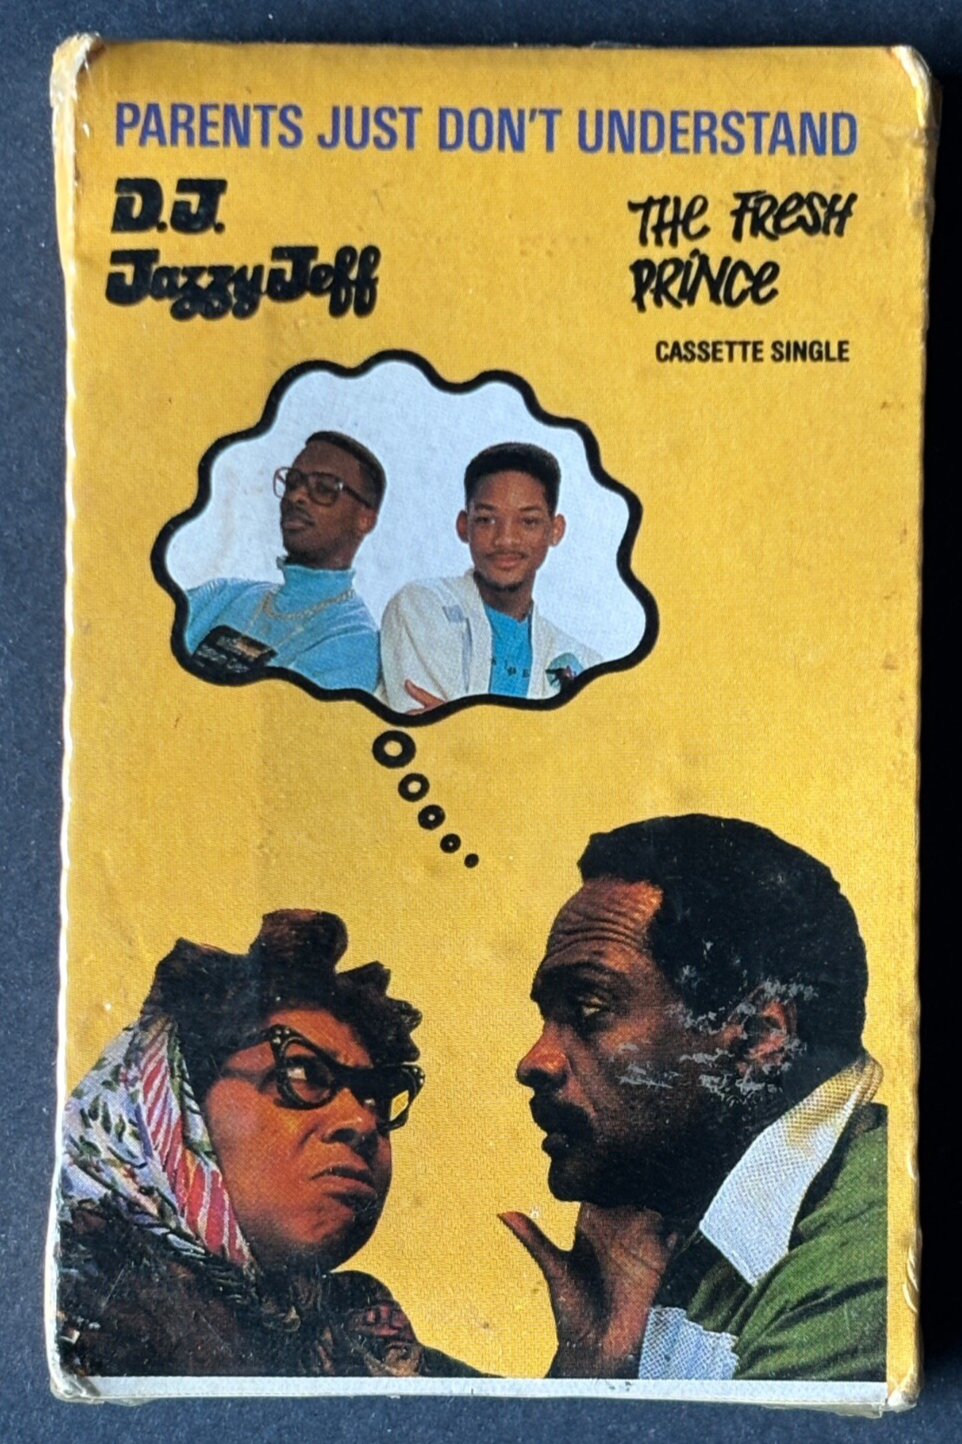 PARENTS JUST DON'T UNDERSTAND
D.J.
Jazzy Jeff
THE FRESH
PRINCE
CASSETTE SINGLE